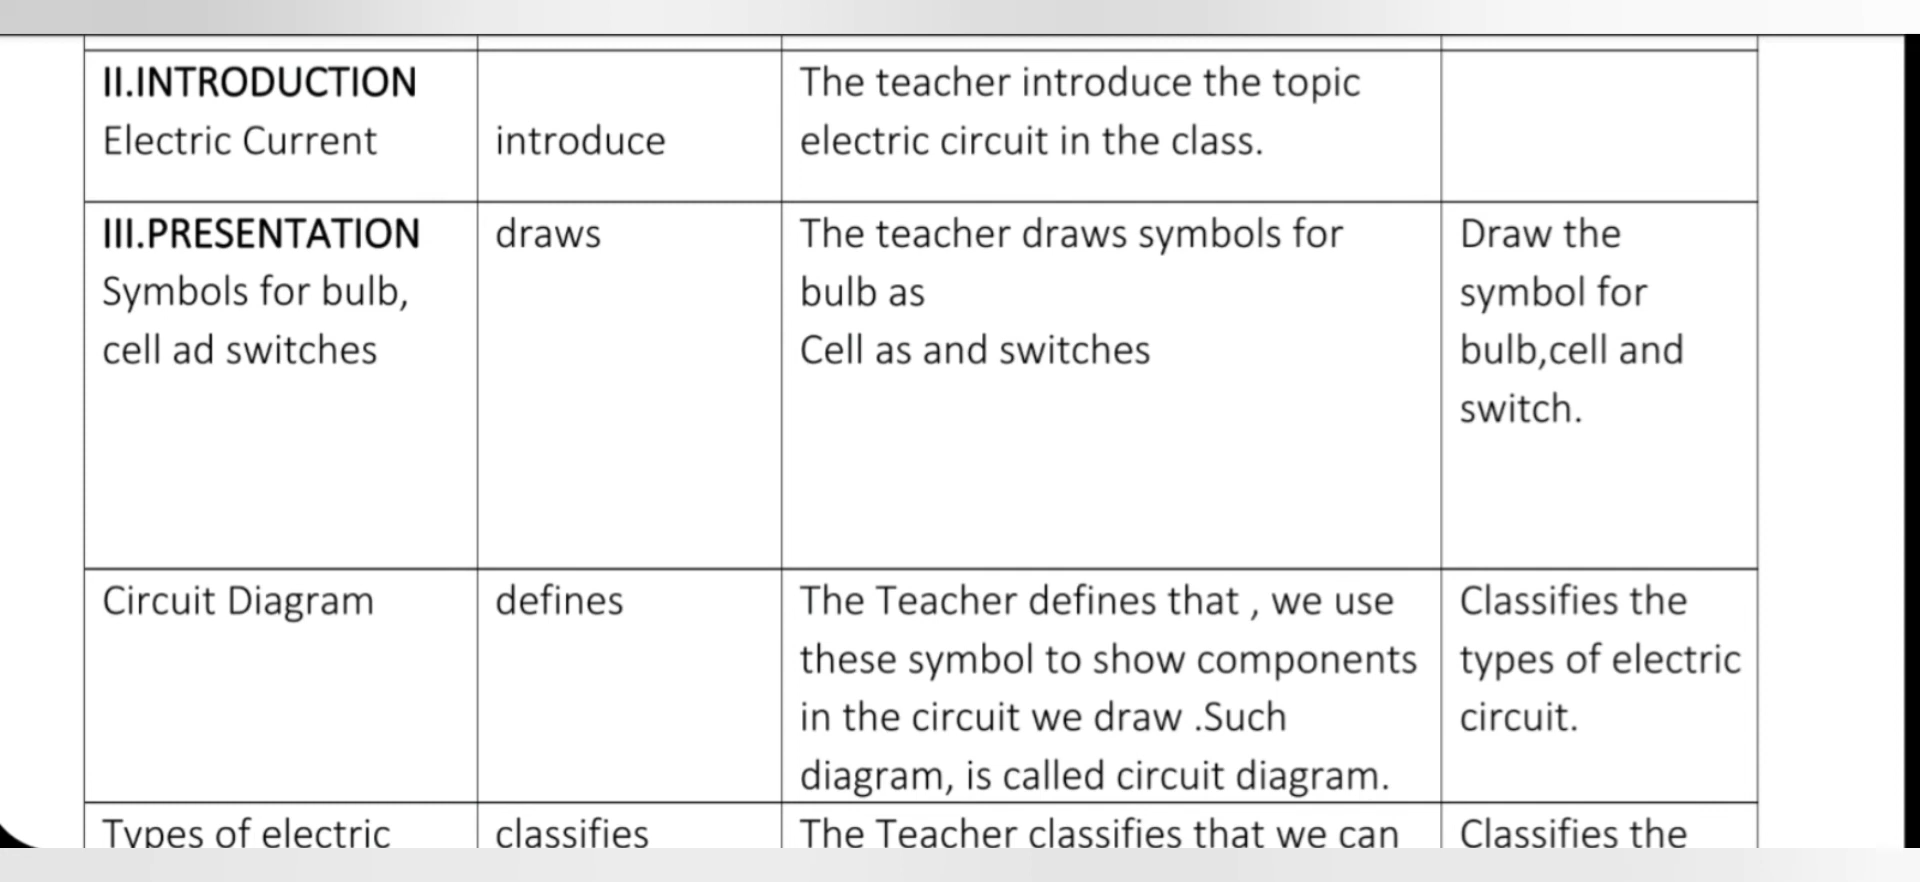 II.INTRODUCTION
Electric Current
introduce
The teacher introduce the topic
electric circuit in the class.
III.PRESENTATION
Symbols for bulb,
cell ad switches
draws
The teacher draws symbols for
bulb as
Cell as and switches
Draw the
symbol for
bulb,cell and
switch.
Circuit Diagram
defines
The Teacher defines that , we use
these symbol to show components
in the circuit we draw .Such
diagram, is called circuit diagram.
Classifies the
types of electric
circuit.
Types of electric
classifies
The Teacher classifies that we can
Classifies the